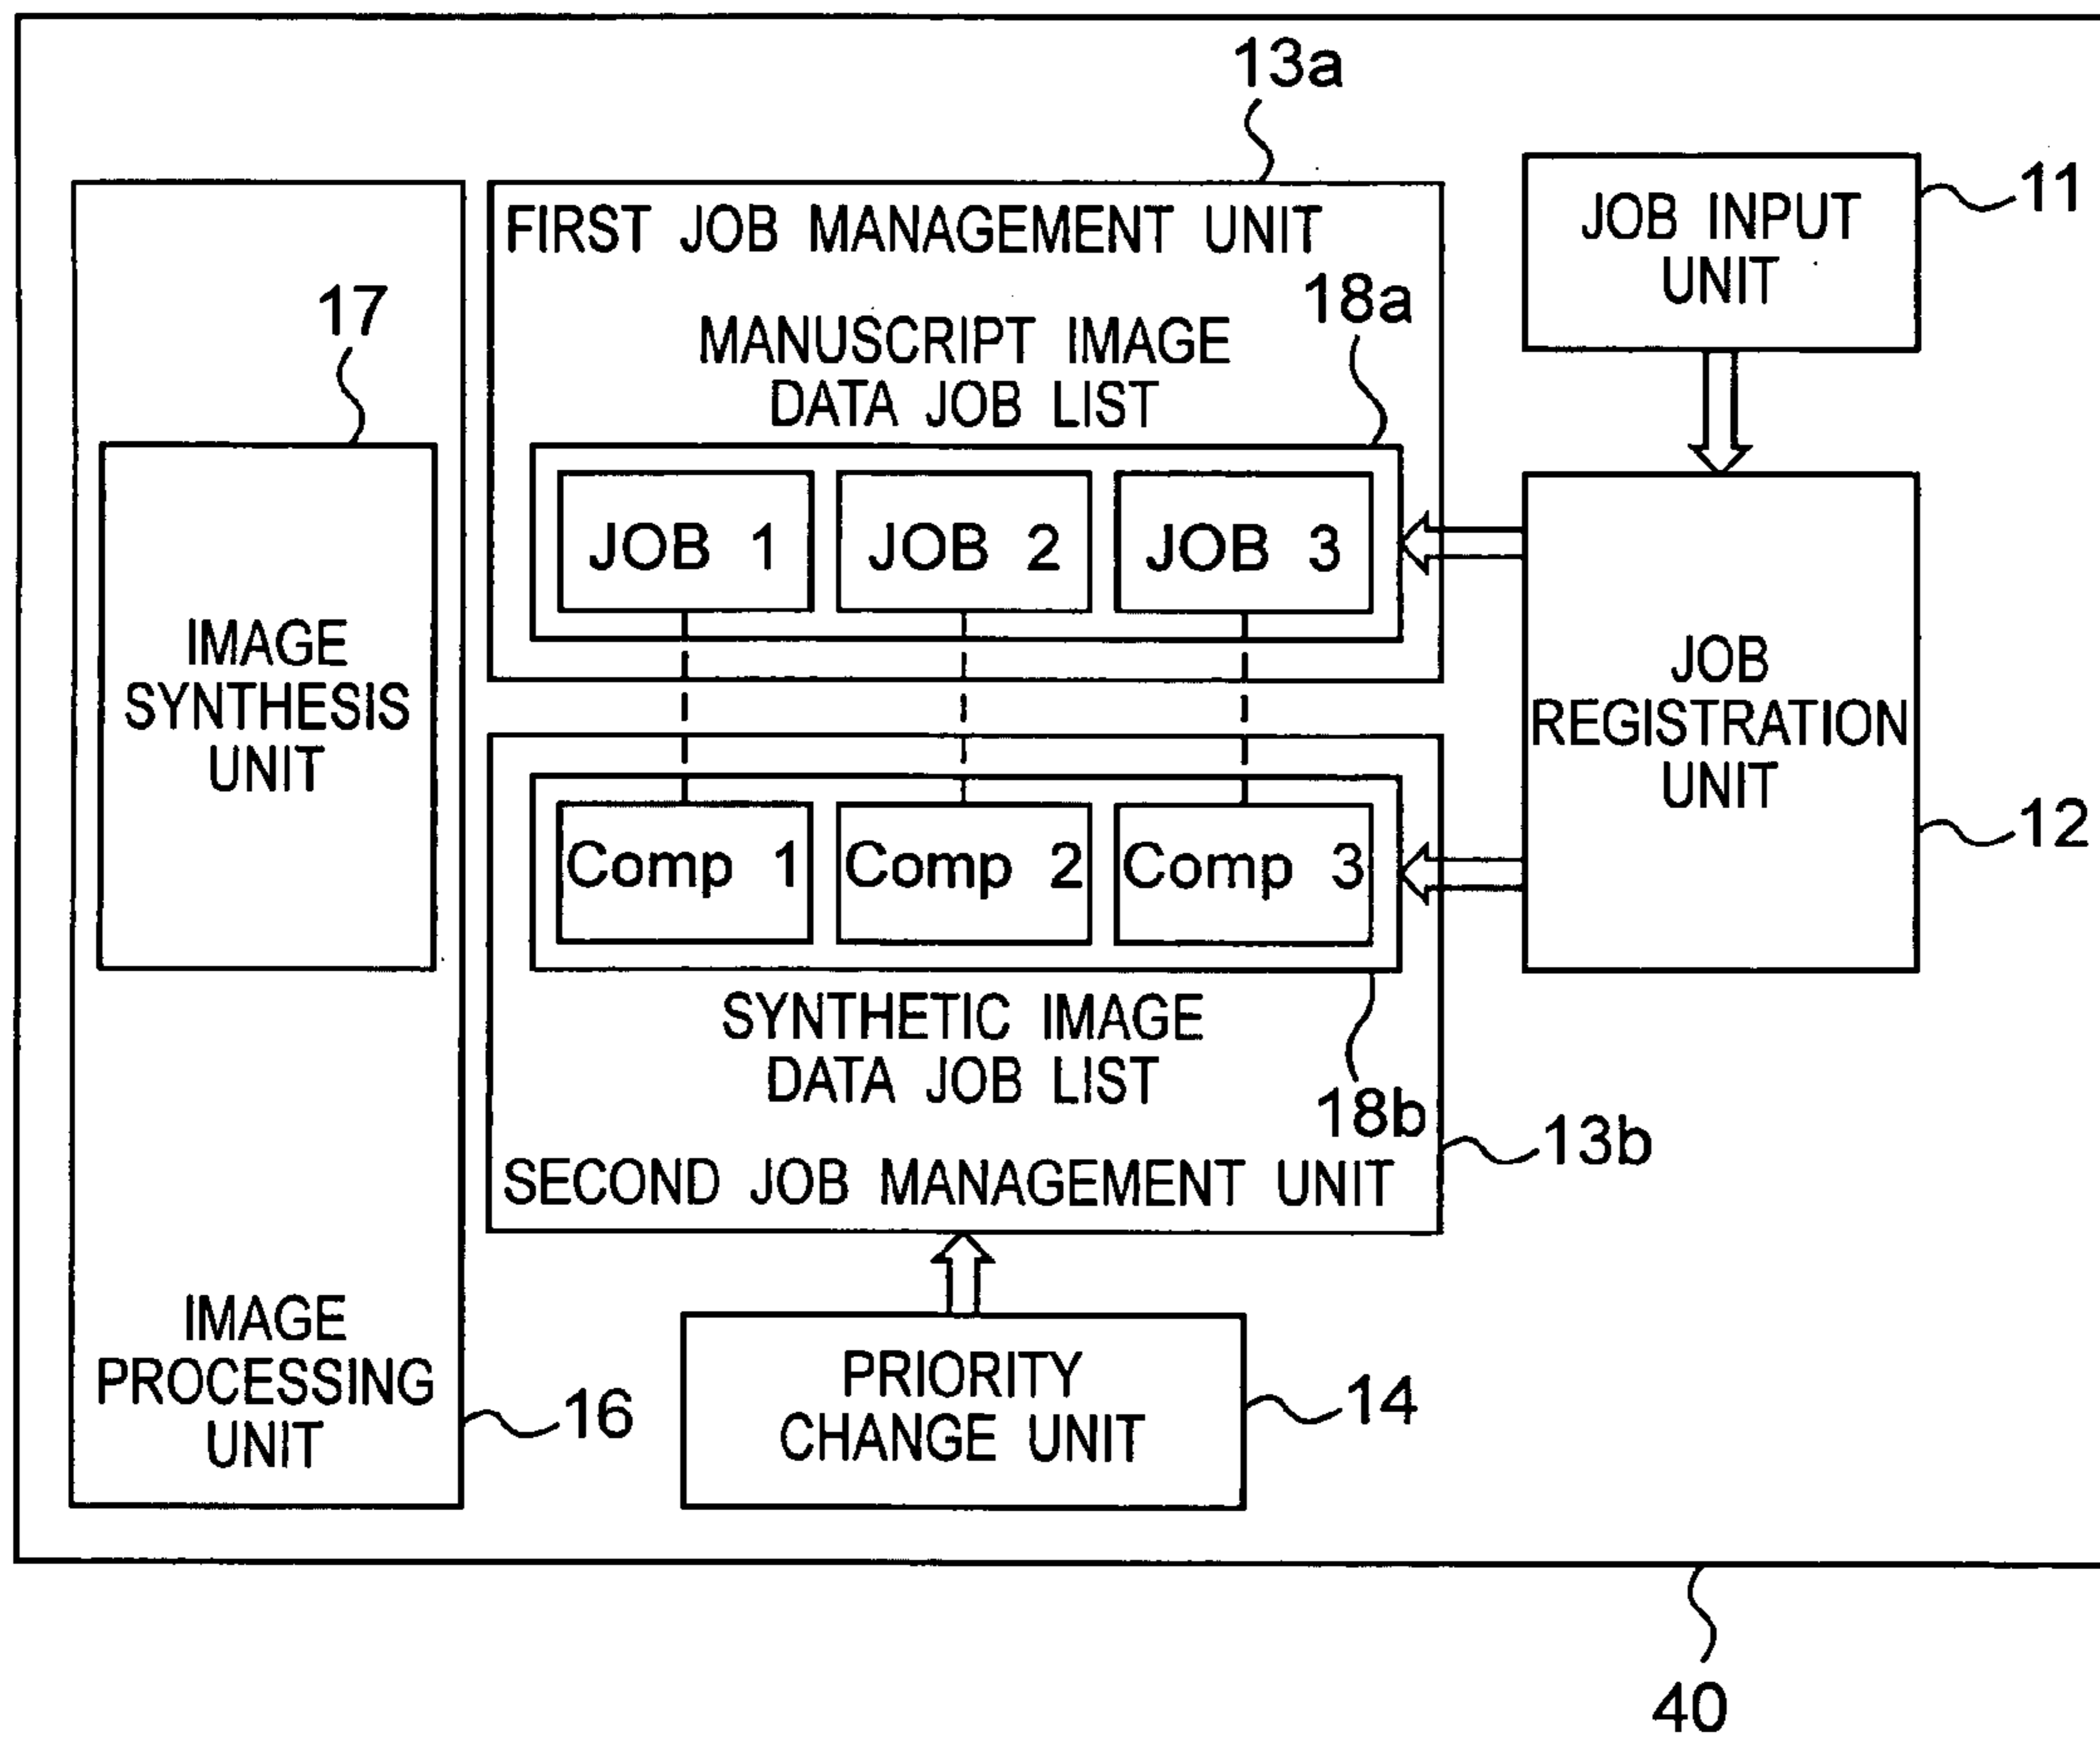 13a
FIRST JOB MANAGEMENT UNIT
JOB INPUT
UNIT
11
17
18a
MANUSCRIPT IMAGE
DATA JOB LIST
JOB 1
JOB 2
JOB 3
IMAGE
SYNTHESIS
UNIT
JOB
REGISTRATION
UNIT
12
Comp 1
Comp 2
Comp 3
SYNTHETIC IMAGE
DATA JOB LIST
18b
13b
SECOND JOB MANAGEMENT UNIT
IMAGE
PROCESSING
UNIT
16
PRIORITY
CHANGE UNIT
14
40